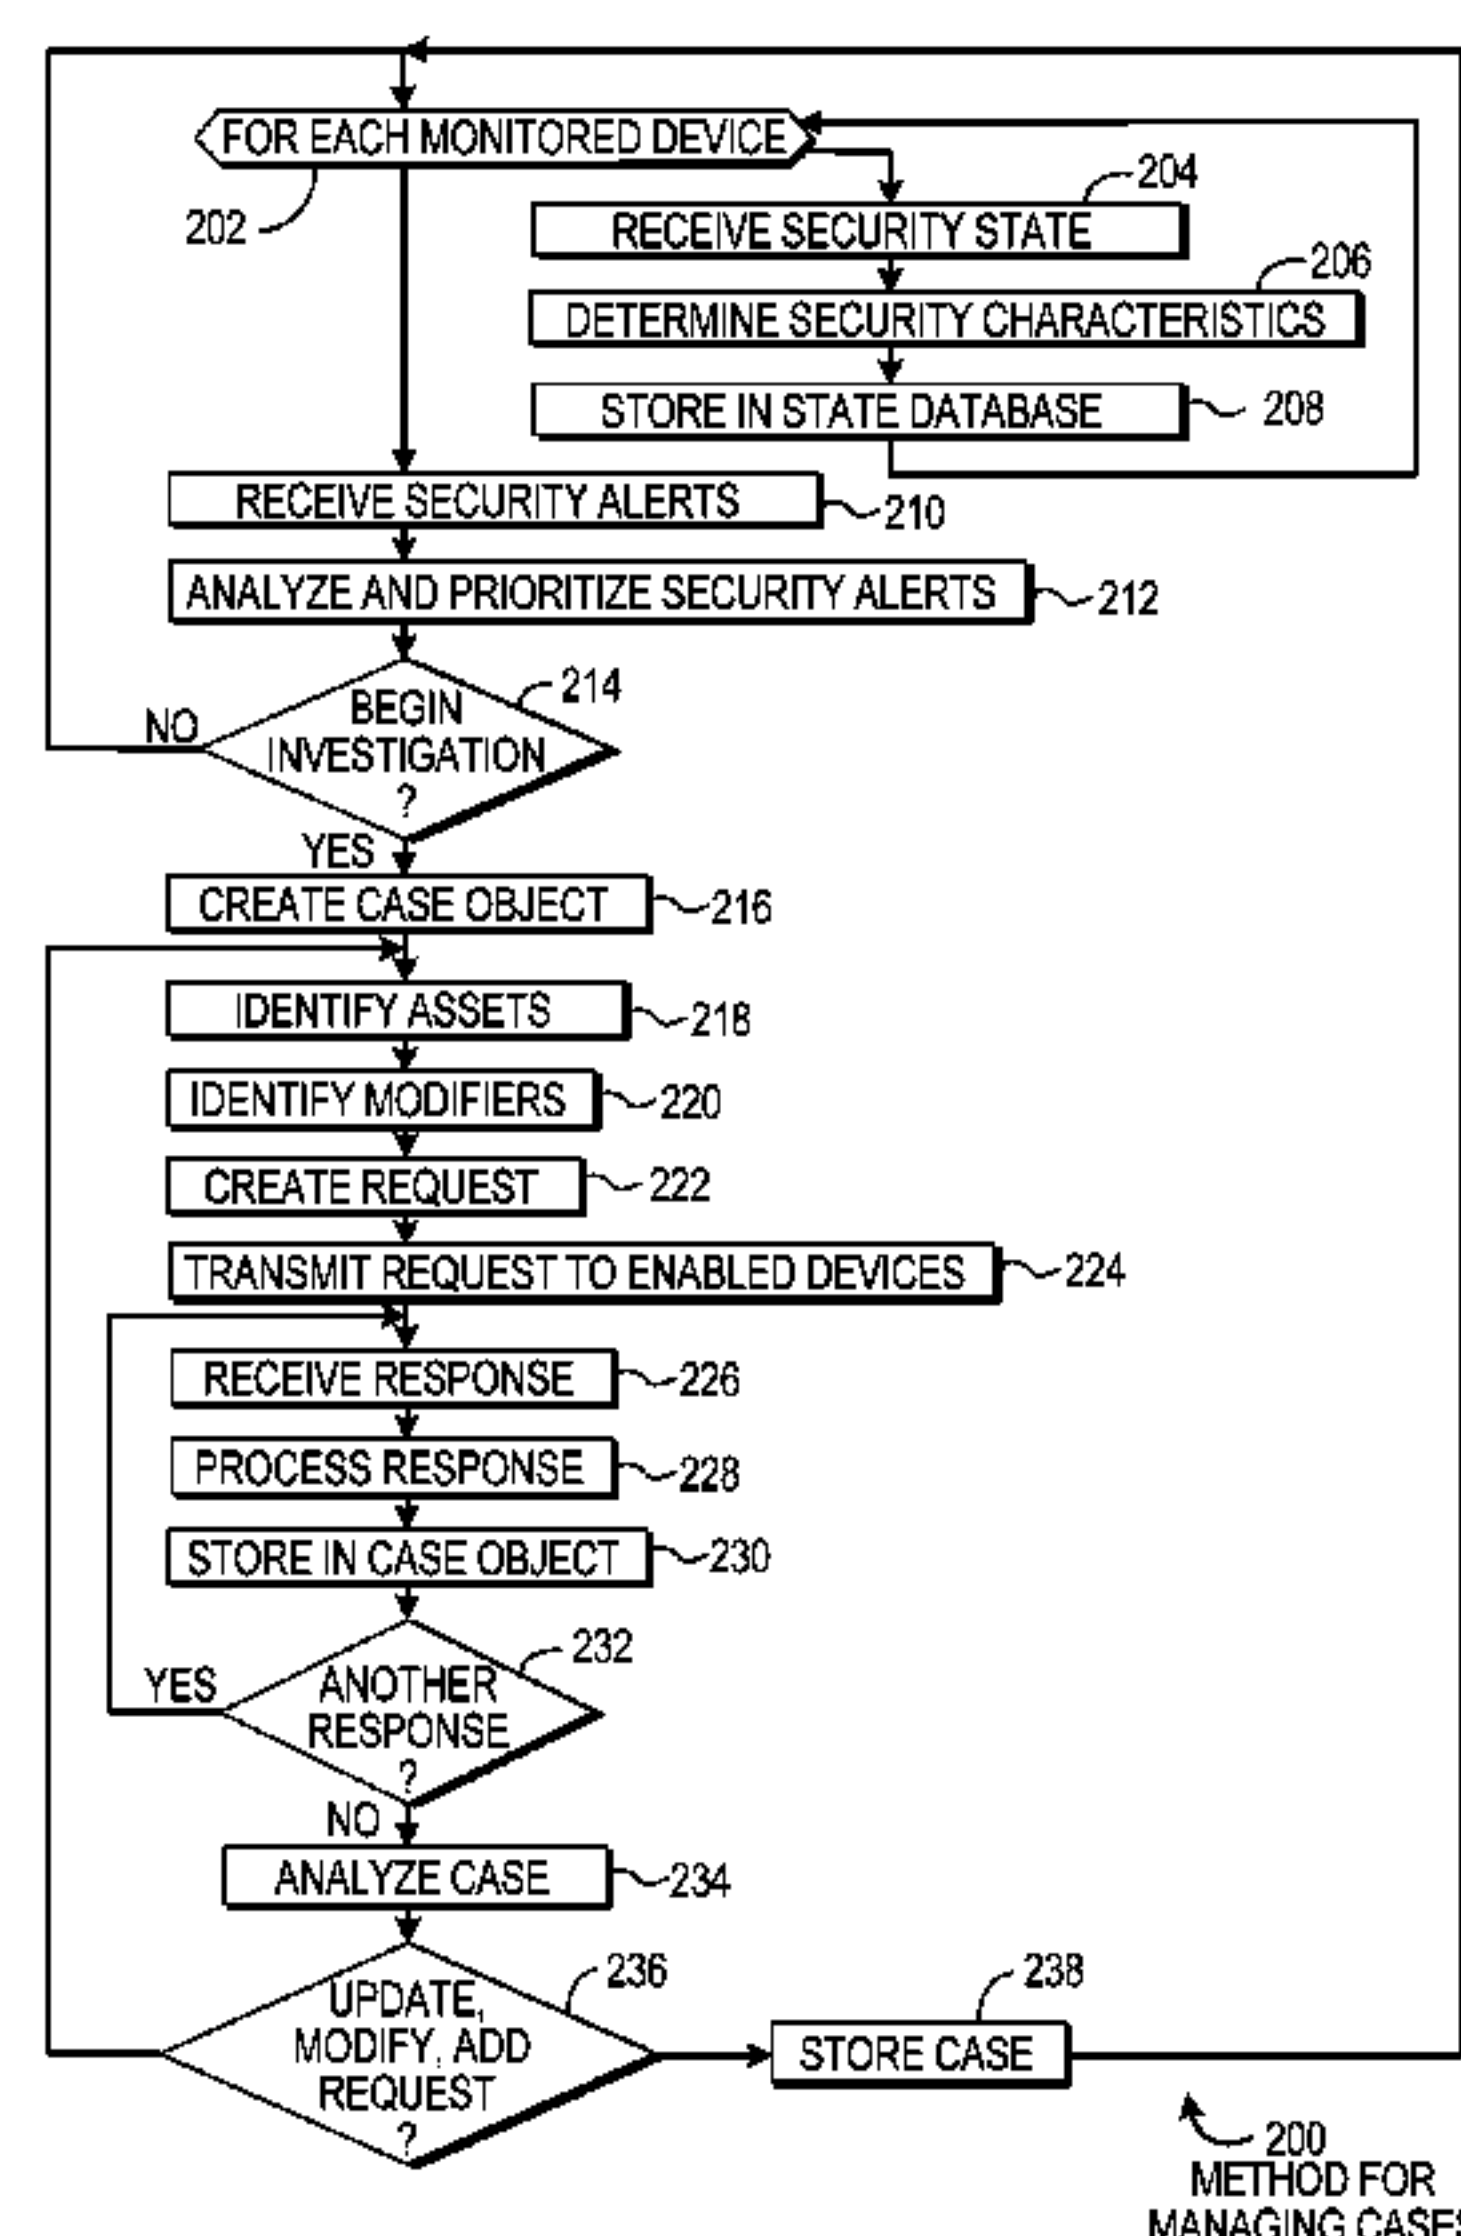 FOR EACH MONITORED DEVICE
202
204
RECEIVE SECURITY STATE
206
DETERMINE SECURITY CHARACTERISTICS
STORE IN STATE DATABASE
208
RECEIVE SECURITY ALERTS
210
ANALYZE AND PRIORITIZE SECURITY ALERTS
212
214
BEGIN
INVESTIGATION
?
NO
YES
CREATE CASE OBJECT
216
IDENTIFY ASSETS
218
IDENTIFY MODIFIERS
220
CREATE REQUEST
222
TRANSMIT REQUEST TO ENABLED DEVICES
224
RECEIVE RESPONSE
226
PROCESS RESPONSE
228
STORE IN CASE OBJECT
230
232
YES
ANOTHER
RESPONSE
?
NO
ANALYZE CASE
234
236
UPDATE,
MODIFY, ADD
REQUEST
?
238
STORE CASE
200
METHOD FOR
MANAGING CASES